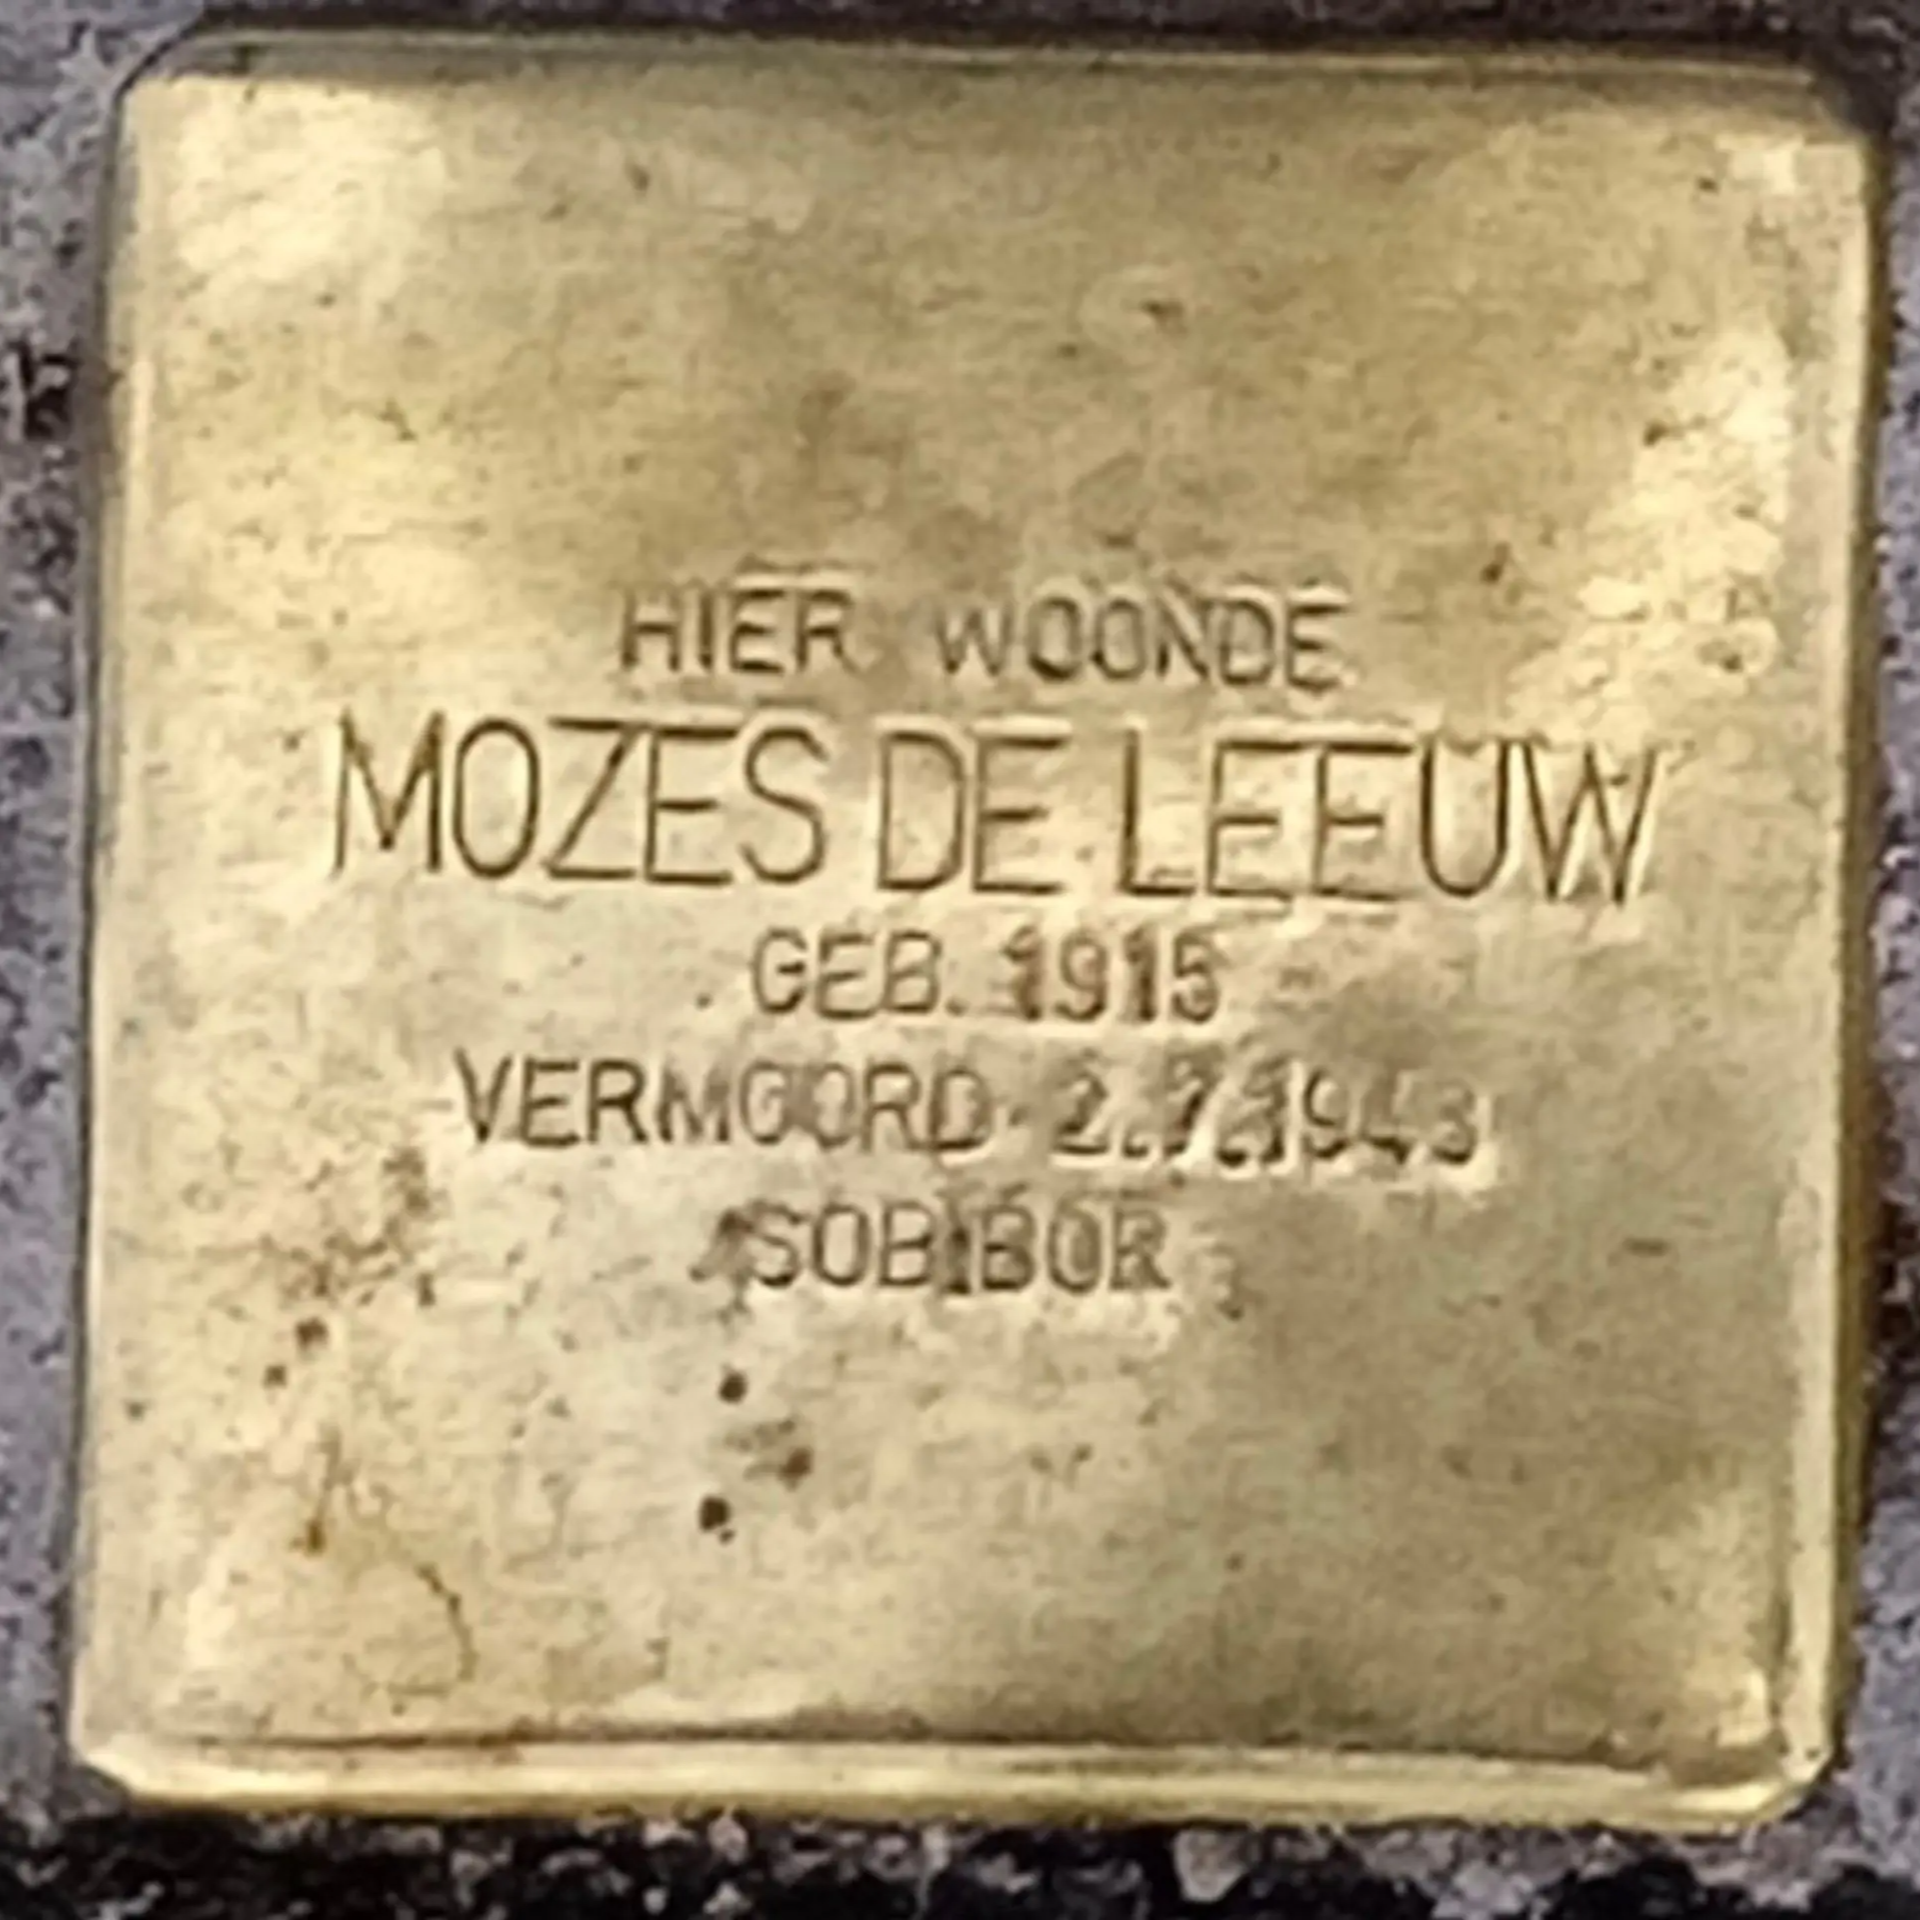 HIER WOONDE
MOZES DE LEEUW
GEB. 1915
VERMOORD 2.7.1943
SOBIBOR